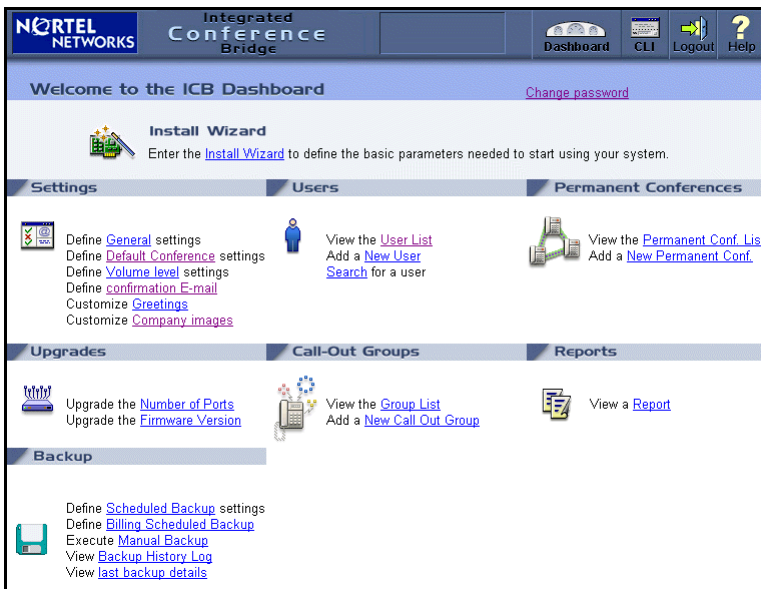 NORTEL
NETWORKS
Integrated
Conference
Bridge
Dashboard
CLI
Logout
Help
Welcome to the ICB Dashboard
Change password
Install Wizard
Enter the Install Wizard to define the basic parameters needed to start using your system.
Settings
Define General settings
Define Default Conference settings
Define Volume level settings
Define confirmation E-mail
Customize Greetings
Customize Company images
Users
View the User List
Add a New User
Search for a user
Permanent Conferences
View the Permanent Conf. Lis
Add a New Permanent Conf.
Upgrades
Upgrade the Number of Ports
Upgrade the Firmware Version
Call-Out Groups
View the Group List
Add a New Call Out Group
Reports
View a Report
Backup
Define Scheduled Backup settings
Define Billing Scheduled Backup
Execute Manual Backup
View Backup History Log
View last backup details